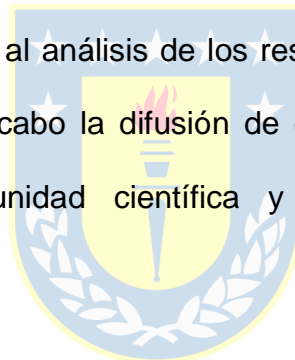 al análisis de los res
cabo la difusión de
unidad científica y